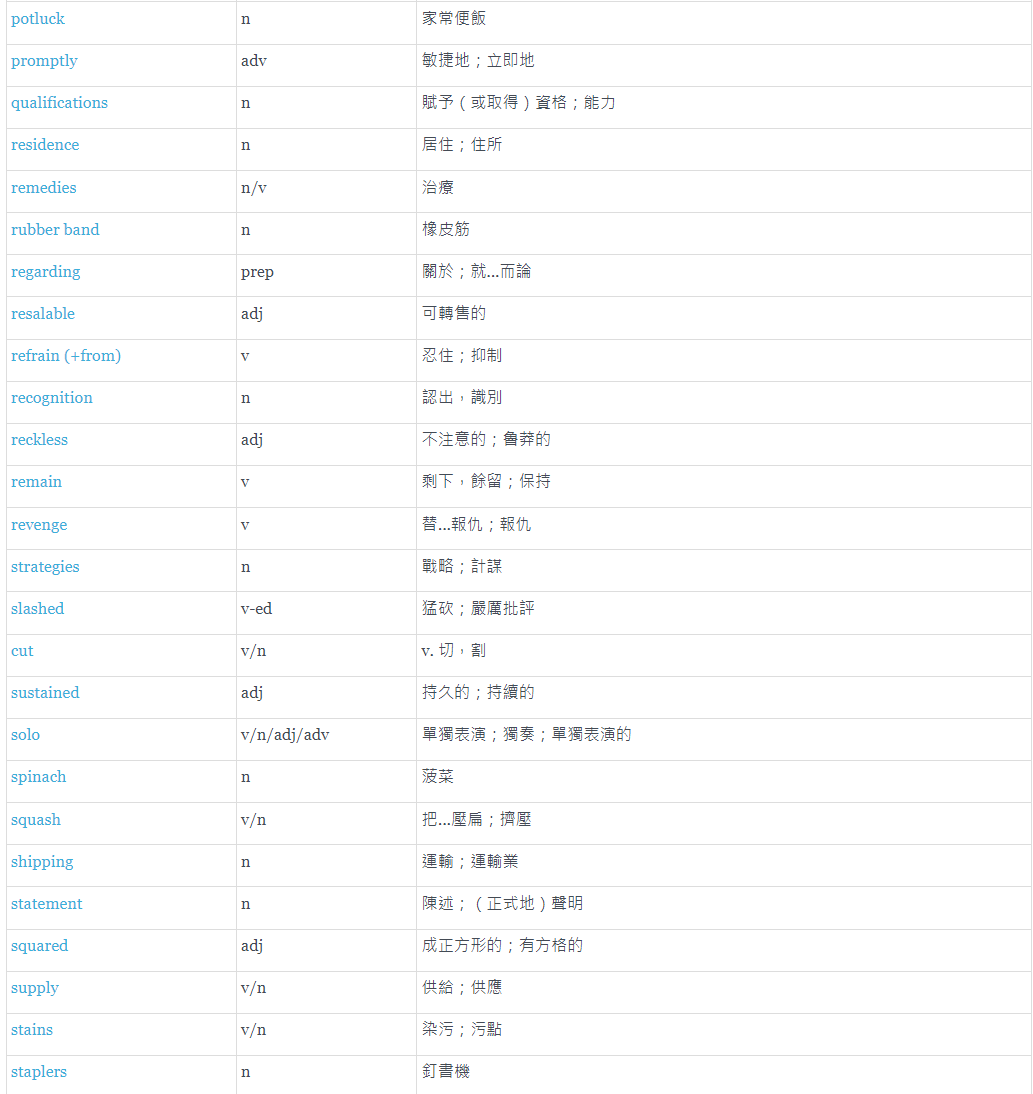 potluck n 家常便飯
promptly adv 敏捷地；立即地
qualifications n 賦予（或取得）資格；能力
residence n 居住；住所
remedies n/v 治療
rubber band n 橡皮筋
regarding prep 關於；就...而論
resalable adj 可轉售的
refrain (+from) v 忍住；抑制
recognition n 認出，識別
reckless adj 不注意的；魯莽的
remain v 剩下，餘留；保持
revenge v 替...報仇；報仇
strategies n 戰略；計謀
slashed v-ed 猛砍；嚴厲批評
cut v/n v. 切，割
sustained adj 持久的；持續的
solo v/n/adj/adv 單獨表演；獨奏；單獨表演的
spinach n 菠菜
squash v/n 把...壓扁；擠壓
shipping n 運輸；運輸業
statement n 陳述；（正式地）聲明
squared adj 成正方形的；有方格的
supply v/n 供給；供應
stains v/n 染污；污點
staplers n 釘書機